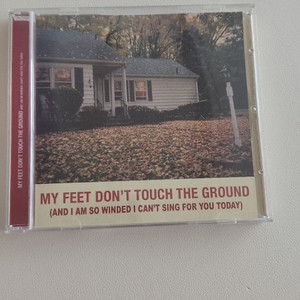 MY FEET DON'T TOUCH THE GROUND
(AND I AM SO WINDED I CAN'T SING FOR YOU TODAY)
MY FEET DON'T TOUCH THE GROUND